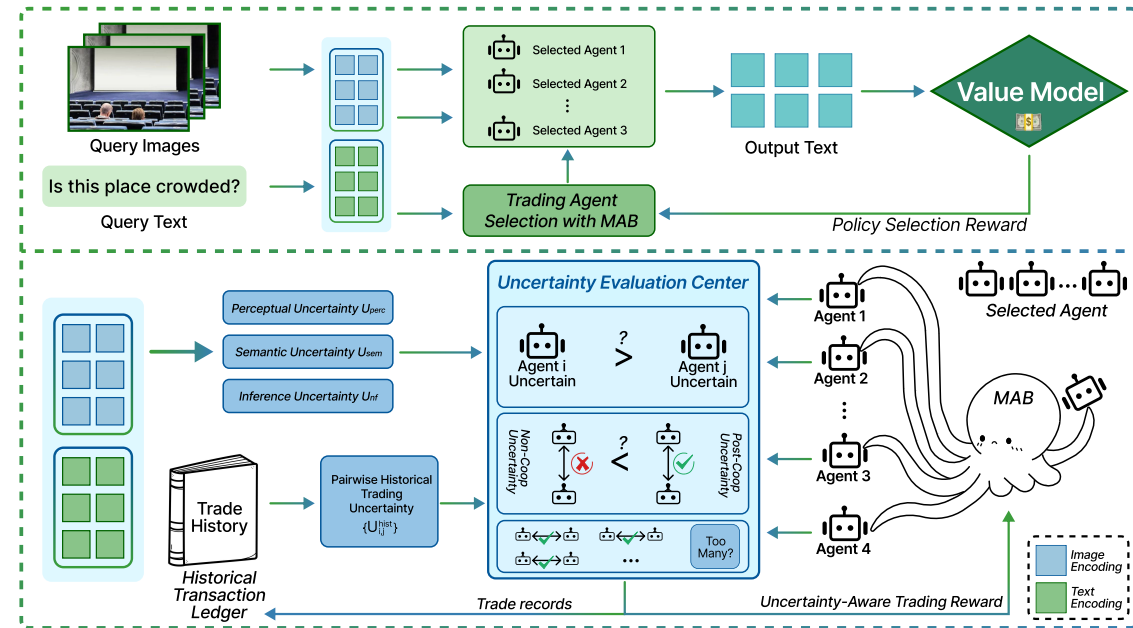 Query Images
Is this place crowded?
Query Text
Selected Agent 1
Selected Agent 2
Selected Agent 3
Trading Agent
Selection with MAB
Output Text
Value Model
Policy Selection Reward
Perceptual Uncertainty Uperc
Semantic Uncertainty Usem
Inference Uncertainty Uinf
Trade
History
Historical
Transaction
Ledger
Pairwise Historical
Trading
Uncertainty
{U^hist_i,j}
Uncertainty Evaluation Center
Agent i
Uncertain
?
>
Agent j
Uncertain
Non-Coop
Uncertainty
?
<
Post-Coop
Uncertainty
...
Too
Many?
Trade records
Uncertainty-Aware Trading Reward
Agent 1
Agent 2
Agent 3
Agent 4
...
Selected Agent
MAB
Image
Encoding
Text
Encoding